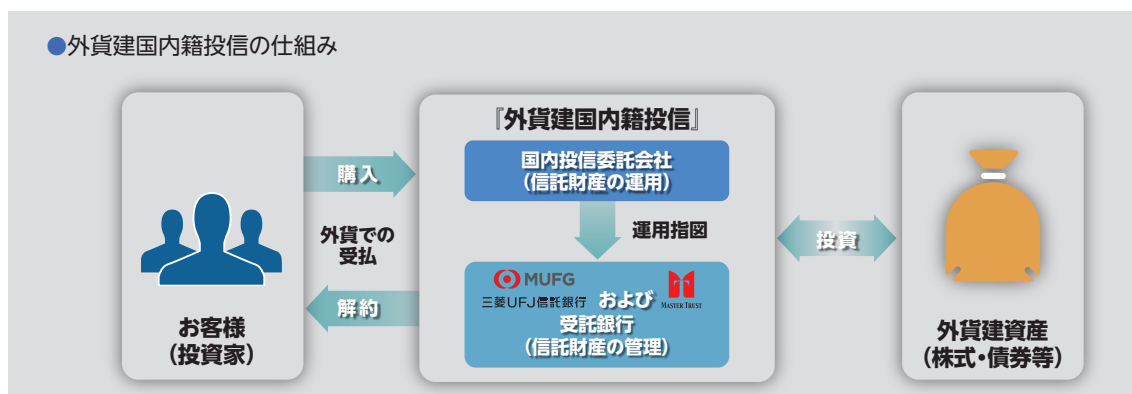 ●外貨建国内籍投信の仕組み
『外貨建国内籍投信』
国内投信委託会社
（信託財産の運用）
購入
外貨での
受払
解約
運用指図
投資
MUFG
三菱UFJ信託銀行 および MASTER TRUST
受託銀行
（信託財産の管理）
お客様
（投資家）
外貨建資産
（株式・債券等）